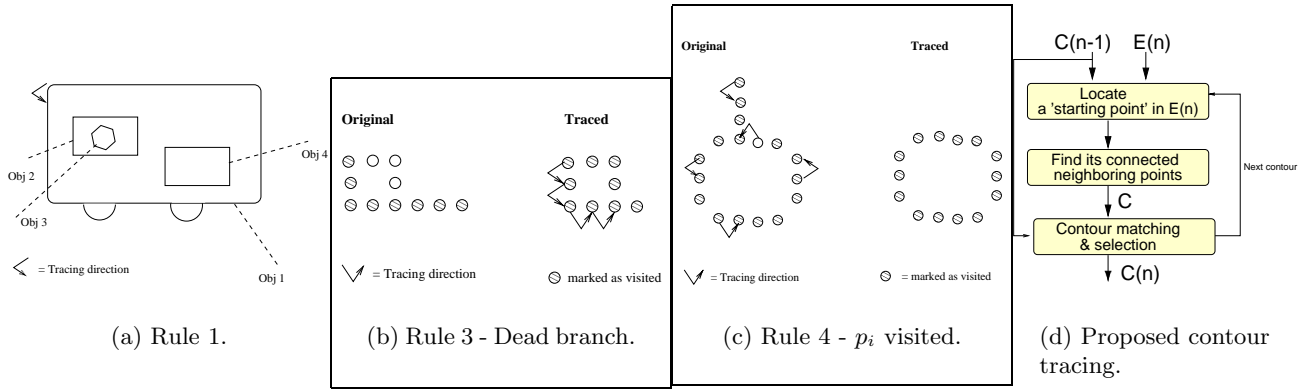 Obj 2
Obj 3
Obj 4
Obj 1
= Tracing direction
(a) Rule 1.
Original
Traced
= Tracing direction
marked as visited
(b) Rule 3 - Dead branch.
Original
Traced
= Tracing direction
= marked as visited
(c) Rule 4 - pᵢ visited.
C(n-1)
E(n)
Locate
a 'starting point' in E(n)
Find its connected
neighboring points
Next contour
C
Contour matching
& selection
C(n)
(d) Proposed contour
tracing.